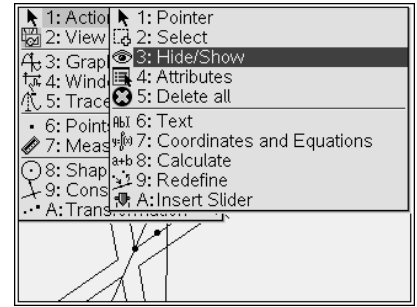 1: Actio
2: View
3: Grap
4: Wind
5: Trace
6: Point
7: Meas
8: Shap
9: Cons
A: Transformation
1: Pointer
2: Select
3: Hide/Show
4: Attributes
5: Delete all
6: Text
7: Coordinates and Equations
8: Calculate
9: Redefine
A: Insert Slider